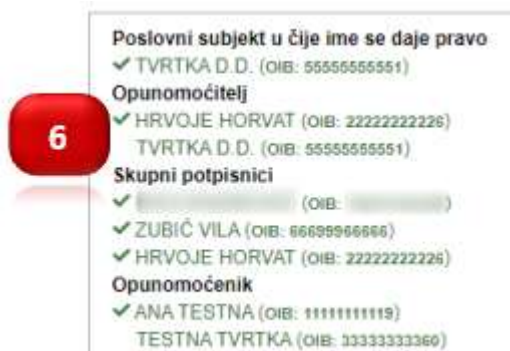 Poslovni subjekt u čije ime se daje pravo
✔ TVRTKA D.D. (OIB: 55555555551)
Opunomoćitelj
6
✔ HRVOJE HORVAT (OIB: 22222222226)
TVRTKA D.D. (OIB: 55555555551)
Skupni potpisnici
✔ (OIB: )
✔ ZUBIĆ VILA (OIB: 66699966666)
✔ HRVOJE HORVAT (OIB: 22222222226)
Opunomoćenik
✔ ANA TESTNA (OIB: 11111111119)
TESTNA TVRTKA (OIB: 33333333360)